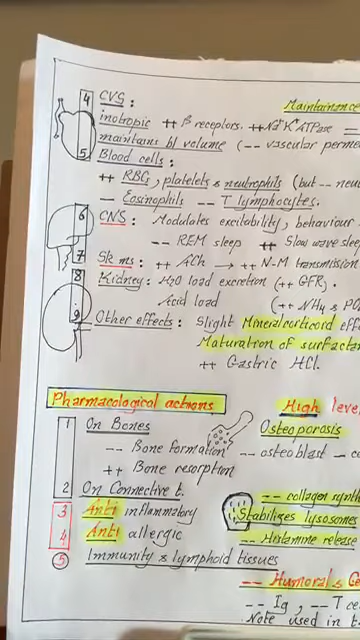 4 CVS :
Maintainance
inotropic ++ β receptors. ++ Na⁺K⁺ATPase
maintains bl volume (-- vascular perme
5 Blood cells :
++ RBC, platelets & neutrophils (but -- neu
— Eosinophils -- T lymphocytes.
6 CNS : Modulates excitability, behaviour
-- REM sleep ++ Slow wave slee
7 Sk ms : ++ ACh → ++ N-M transmission
8 Kidney : H₂O load excretion (++ GFR).
Acid load (++ NH₄ & PO
9 Other effects : Slight Mineralcorticoid eff
Maturation of surfacta
++ Gastric HCl.
Pharmacological actions
High leve
1 On Bones
Osteoporosis
-- Bone formation -- osteoblast
++ Bone resorption
2 On Connective t.
-- collagen synth
3 Anti inflammatory
Stabilizes lysosomes
4 Anti allergic
-- Histamine release
5 Immunity & lymphoid tissues
-- Humoral & Ce
-- Ig, -- T ce
Note used in t